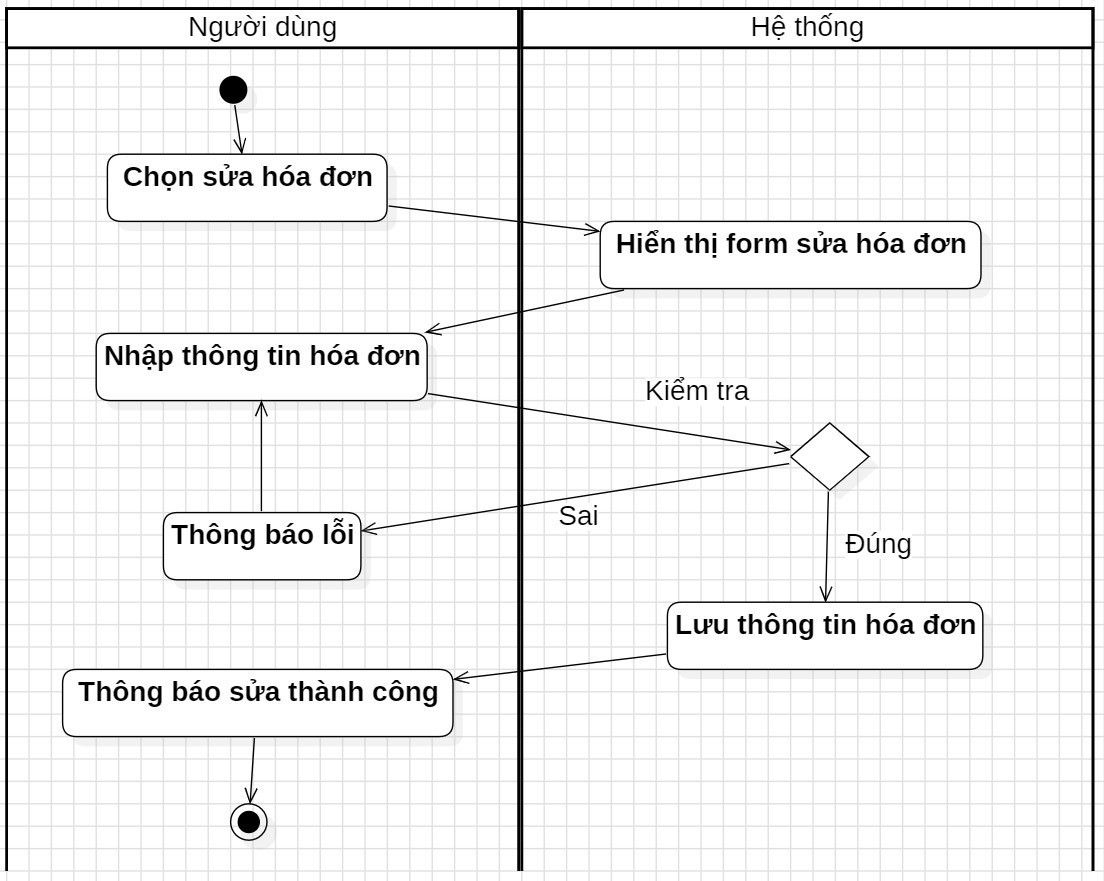 Người dùng
Hệ thống
Chọn sửa hóa đơn
Hiển thị form sửa hóa đơn
Nhập thông tin hóa đơn
Kiểm tra
Sai
Thông báo lỗi
Đúng
Lưu thông tin hóa đơn
Thông báo sửa thành công